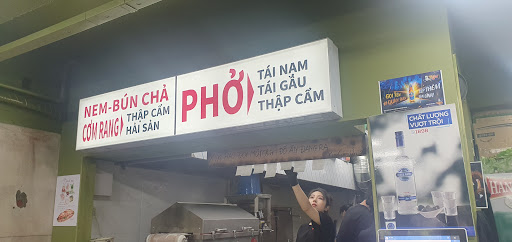 NEM-BÚN CHẢ
CƠM RANG
THẬP CẨM
HẢI SẢN
PHỞ
TÁI NẠM
TÁI GẦU
THẬP CẨM
CHẤT LƯỢNG
VƯỢT TRỘI